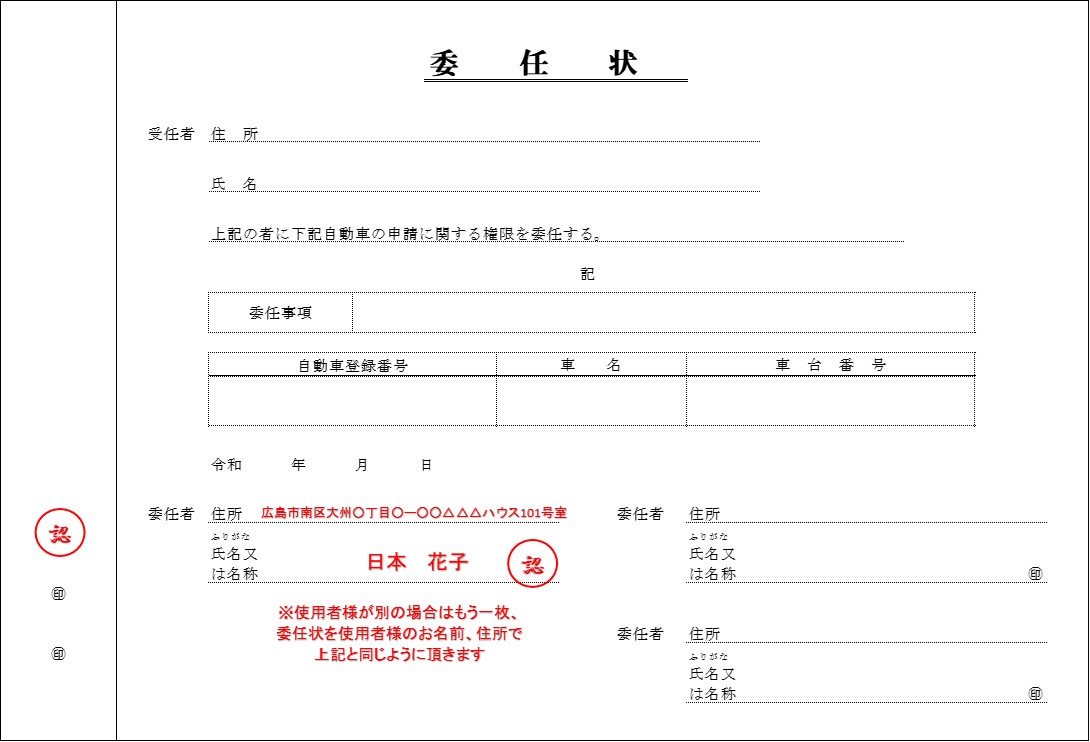 委　任　状
受任者　住　所
氏　名
上記の者に下記自動車の申請に関する権限を委任する。
記
委任事項
自動車登録番号　車　名　車　台　番　号
令和　　年　　月　　日
委任者　住所　広島市南区大州〇丁目〇ー〇〇△△△ハウス101号室
ふりがな
氏名又
は名称
日本　花子
認
※使用者様が別の場合はもう一枚、
委任状を使用者様のお名前、住所で
上記と同じように頂きます
委任者　住所
ふりがな
氏名又
は名称　㊞
委任者　住所
ふりがな
氏名又
は名称　㊞
認
㊞
㊞